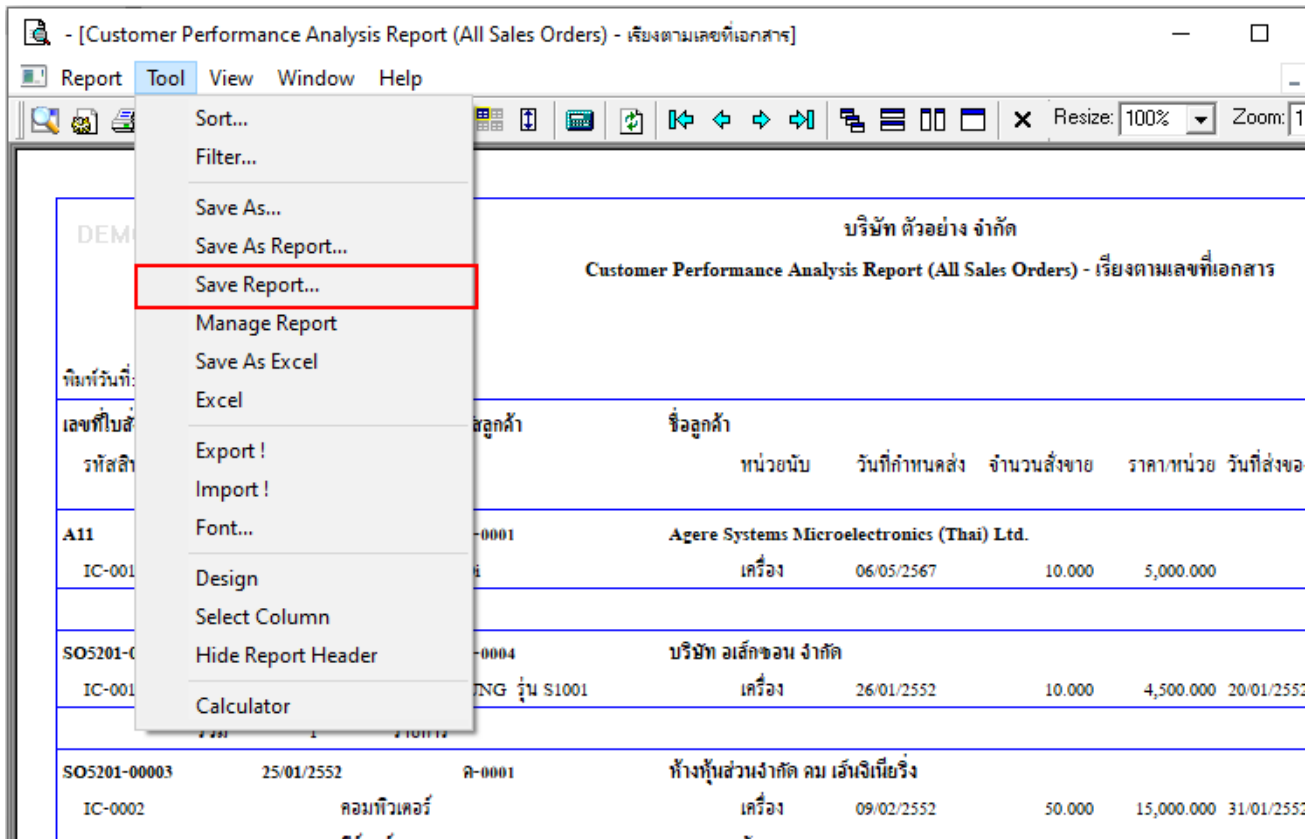 - [Customer Performance Analysis Report (All Sales Orders) - เรียงตามเลขที่เอกสาร]
Report Tool View Window Help
Resize: 100% Zoom: 1
Sort...
Filter...
Save As...
Save As Report...
Save Report...
Manage Report
Save As Excel
Excel
Export !
Import !
Font...
Design
Select Column
Hide Report Header
Calculator
DEM
บริษัท ตัวอย่าง จำกัด
Customer Performance Analysis Report (All Sales Orders) - เรียงตามเลขที่เอกสาร
พิมพ์วันที่:
เลขที่ใบสั่ ลูกค้า ชื่อลูกค้า
รหัสสิน หน่วยนับ วันที่กำหนดส่ง จำนวนสั่งขาย ราคา/หน่วย วันที่ส่งขอ
A11 -0001 Agere Systems Microelectronics (Thai) Ltd.
IC-001 เครื่อง 06/05/2567 10.000 5,000.000
SO5201-0 -0004 บริษัท อเล็กซอน จำกัด
IC-001 UNG รุ่น S1001 เครื่อง 26/01/2552 10.000 4,500.000 20/01/2552
รวม 1 รายการ
SO5201-00003 25/01/2552 ค-0001 ห้างหุ้นส่วนจำกัด คม เอ็นจิเนียริ่ง
IC-0002 คอมพิวเตอร์ เครื่อง 09/02/2552 50.000 15,000.000 31/01/2552